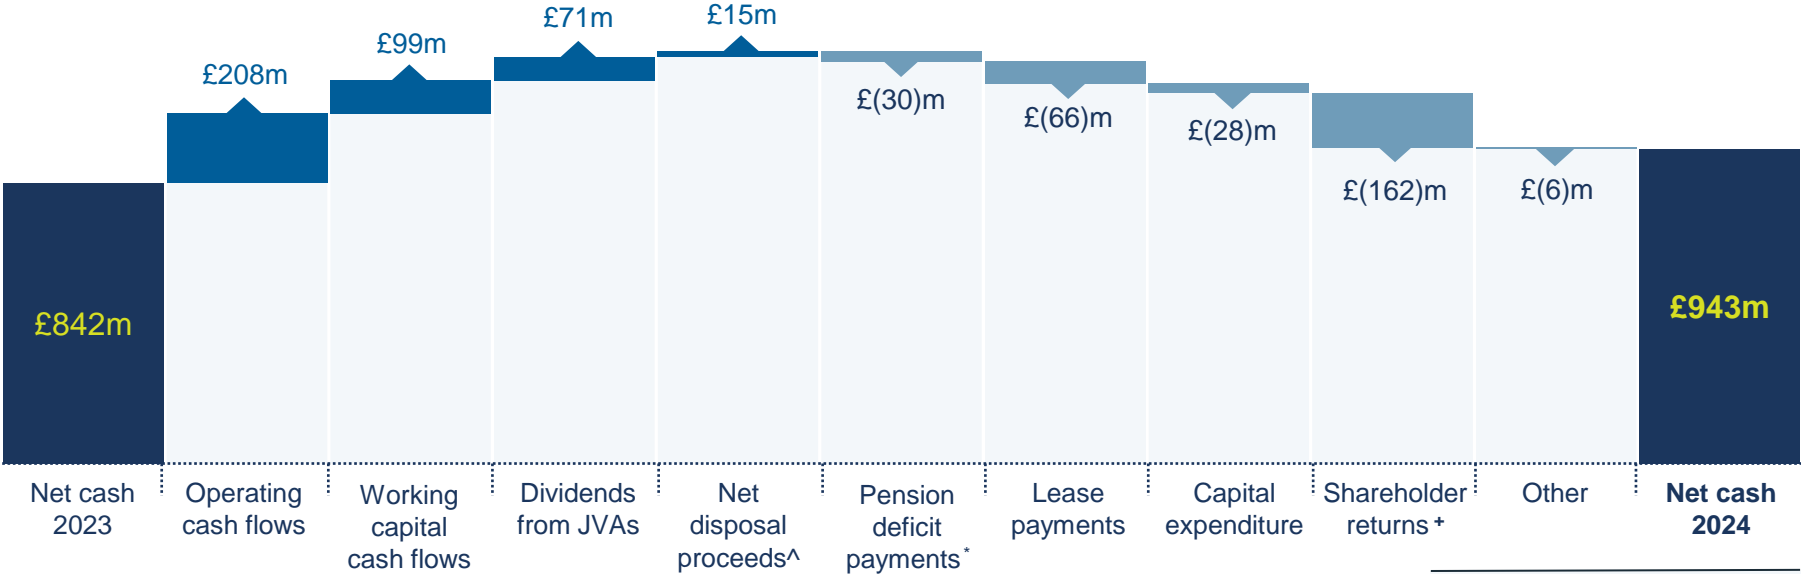 £208m
£99m
£71m
£15m
£(30)m
£(66)m
£(28)m
£(162)m
£(6)m
£842m
£943m
Net cash
2023
Operating
cash flows
Working
capital
cash flows
Dividends
from JVAs
Net
disposal
proceeds^
Pension
deficit
payments*
Lease
payments
Capital
expenditure
Shareholder
returns+
Other
Net cash
2024